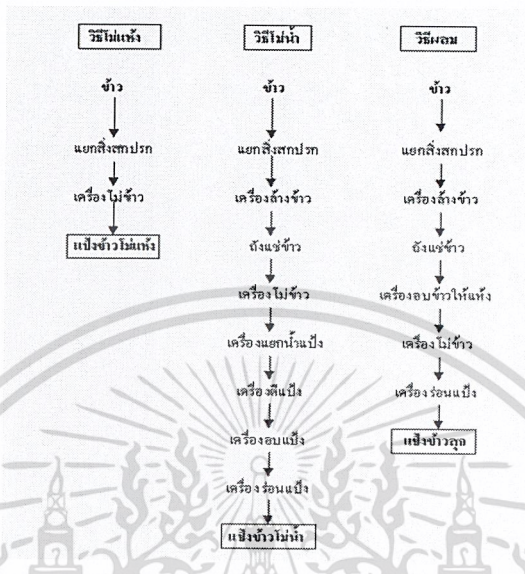 วิธีโม่แห้ง
ข้าว
แยกสิ่งสกปรก
เครื่องโม่ข้าว
แป้งข้าวโม่แห้ง
วิธีโม่น้ำ
ข้าว
แยกสิ่งสกปรก
เครื่องล้างข้าว
ถังแช่ข้าว
เครื่องโม่ข้าว
เครื่องแยกน้ำแป้ง
เครื่องตีแป้ง
เครื่องอบแป้ง
เครื่องร่อนแป้ง
แป้งข้าวโม่น้ำ
วิธีผสม
ข้าว
แยกสิ่งสกปรก
เครื่องล้างข้าว
ถังแช่ข้าว
เครื่องอบข้าวให้แห้ง
เครื่องโม่ข้าว
เครื่องร่อนแป้ง